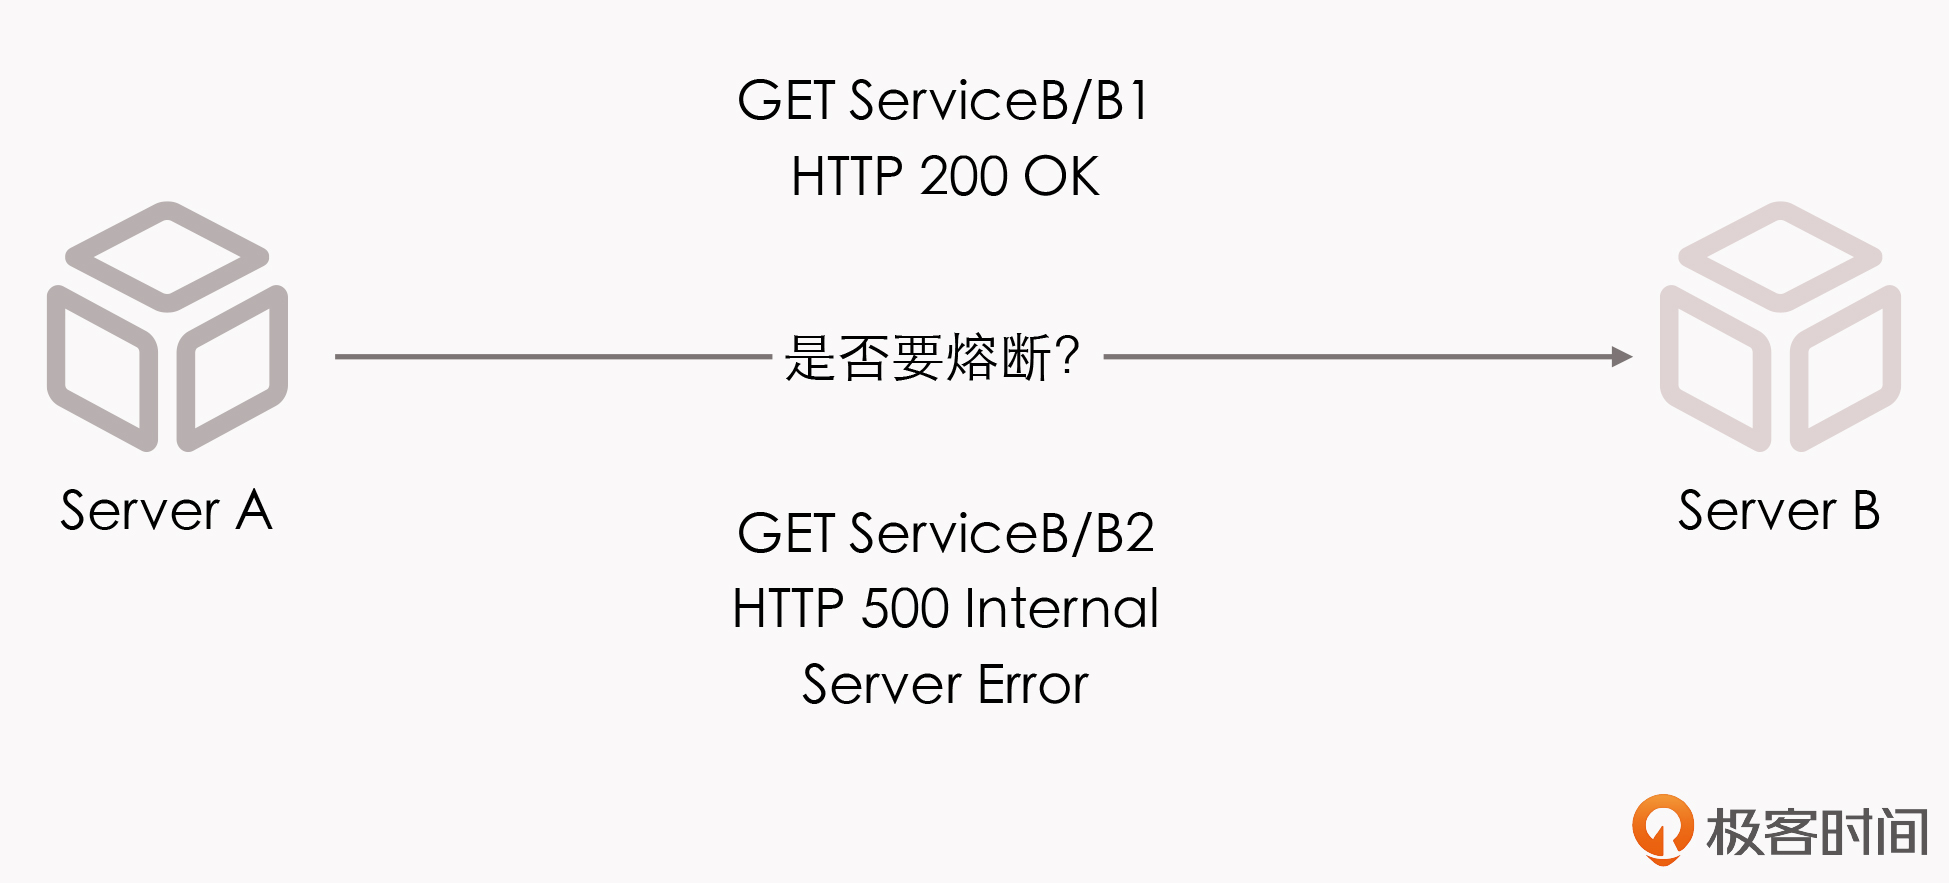 GET ServiceB/B1
HTTP 200 OK
是否要熔断?
Server A
Server B
GET ServiceB/B2
HTTP 500 Internal
Server Error
极客时间